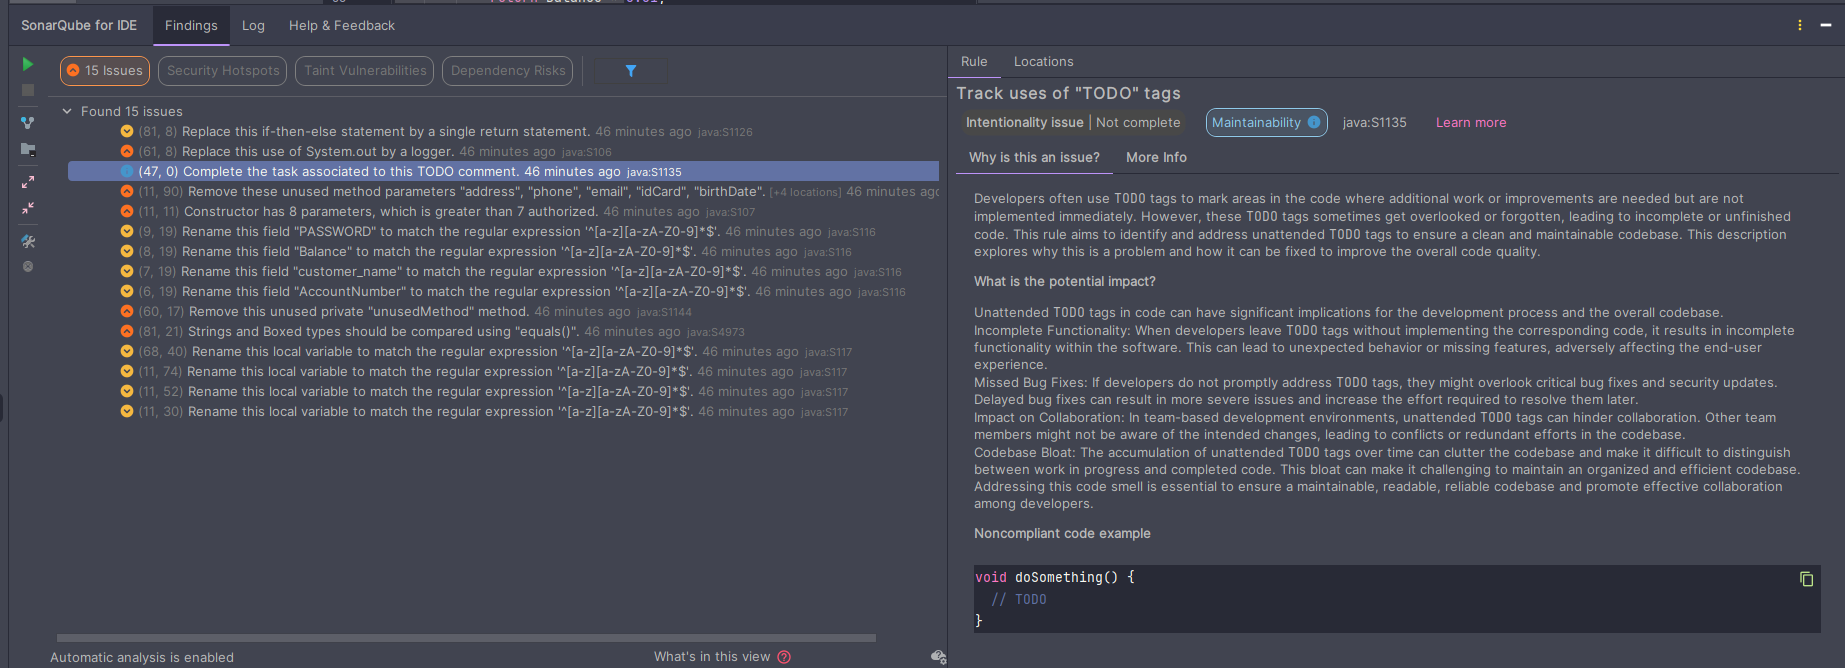 SonarQube for IDE
Findings
Log
Help & Feedback
15 Issues
Security Hotspots
Taint Vulnerabilities
Dependency Risks
Found 15 issues
(81, 8) Replace this if-then-else statement by a single return statement. 46 minutes ago java:S1126
(61, 8) Replace this use of System.out by a logger. 46 minutes ago java:S106
(47, 0) Complete the task associated to this TODO comment. 46 minutes ago java:S1135
(11, 90) Remove these unused method parameters "address", "phone", "email", "idCard", "birthDate". [+4 locations] 46 minutes ago
(11, 11) Constructor has 8 parameters, which is greater than 7 authorized. 46 minutes ago java:S107
(9, 19) Rename this field "PASSWORD" to match the regular expression '^[a-z][a-zA-Z0-9]*$'. 46 minutes ago java:S116
(8, 19) Rename this field "Balance" to match the regular expression '^[a-z][a-zA-Z0-9]*$'. 46 minutes ago java:S116
(7, 19) Rename this field "customer_name" to match the regular expression '^[a-z][a-zA-Z0-9]*$'. 46 minutes ago java:S116
(6, 19) Rename this field "AccountNumber" to match the regular expression '^[a-z][a-zA-Z0-9]*$'. 46 minutes ago java:S116
(60, 17) Remove this unused private "unusedMethod" method. 46 minutes ago java:S1144
(81, 21) Strings and Boxed types should be compared using "equals()". 46 minutes ago java:S4973
(68, 40) Rename this local variable to match the regular expression '^[a-z][a-zA-Z0-9]*$'. 46 minutes ago java:S117
(11, 74) Rename this local variable to match the regular expression '^[a-z][a-zA-Z0-9]*$'. 46 minutes ago java:S117
(11, 52) Rename this local variable to match the regular expression '^[a-z][a-zA-Z0-9]*$'. 46 minutes ago java:S117
(11, 30) Rename this local variable to match the regular expression '^[a-z][a-zA-Z0-9]*$'. 46 minutes ago java:S117
Automatic analysis is enabled
What's in this view
Rule
Locations
Track uses of "TODO" tags
Intentionality issue | Not complete
Maintainability
java:S1135
Learn more
Why is this an issue?
More Info
Developers often use TODO tags to mark areas in the code where additional work or improvements are needed but are not
implemented immediately. However, these TODO tags sometimes get overlooked or forgotten, leading to incomplete or unfinished
code. This rule aims to identify and address unattended TODO tags to ensure a clean and maintainable codebase. This description
explores why this is a problem and how it can be fixed to improve the overall code quality.
What is the potential impact?
Unattended TODO tags in code can have significant implications for the development process and the overall codebase.
Incomplete Functionality: When developers leave TODO tags without implementing the corresponding code, it results in incomplete
functionality within the software. This can lead to unexpected behavior or missing features, adversely affecting the end-user
experience.
Missed Bug Fixes: If developers do not promptly address TODO tags, they might overlook critical bug fixes and security updates.
Delayed bug fixes can result in more severe issues and increase the effort required to resolve them later.
Impact on Collaboration: In team-based development environments, unattended TODO tags can hinder collaboration. Other team
members might not be aware of the intended changes, leading to conflicts or redundant efforts in the codebase.
Codebase Bloat: The accumulation of unattended TODO tags over time can clutter the codebase and make it difficult to distinguish
between work in progress and completed code. This bloat can make it challenging to maintain an organized and efficient codebase.
Addressing this code smell is essential to ensure a maintainable, readable, reliable codebase and promote effective collaboration
among developers.
Noncompliant code example
void doSomething() {
// TODO
}